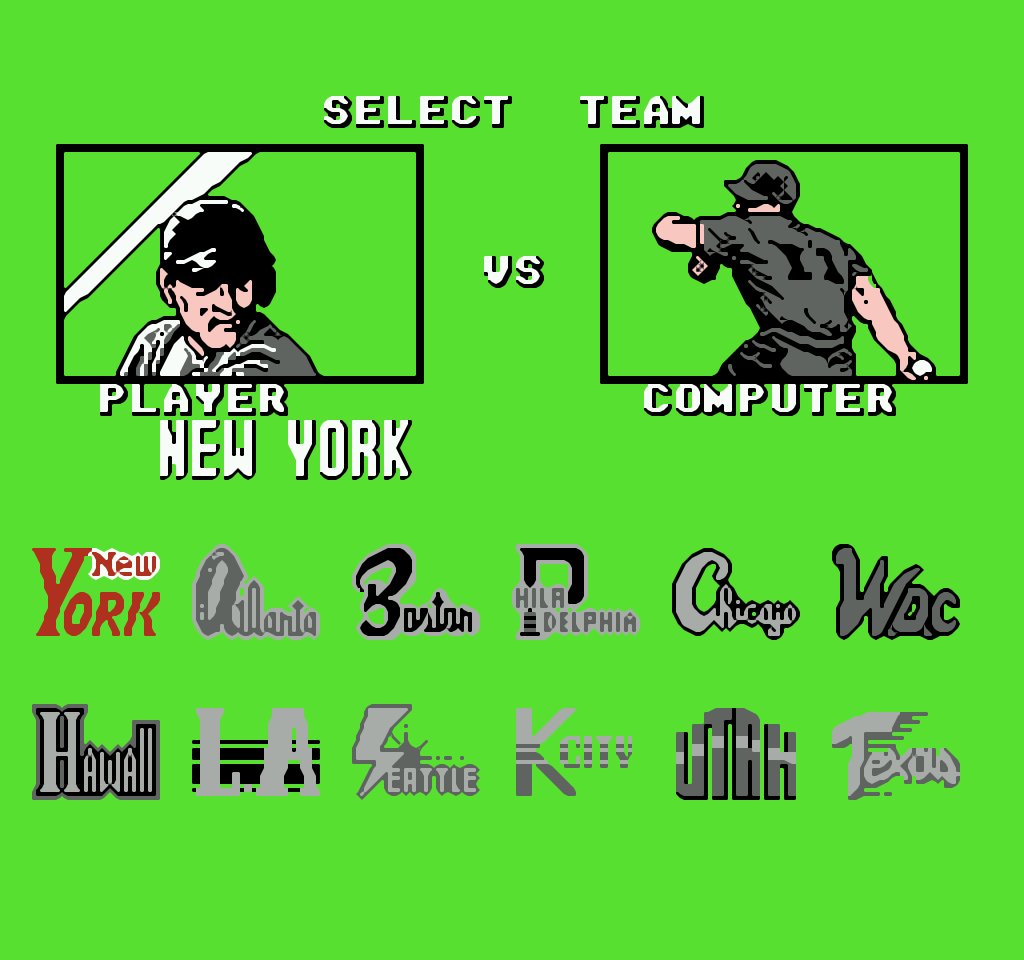 SELECT TEAM
VS
PLAYER
COMPUTER
NEW YORK
New York
Atlanta
Boston
PHILADELPHIA
Chicago
WDC
HAWAII
LA
SEATTLE
K CITY
UTAH
Texas